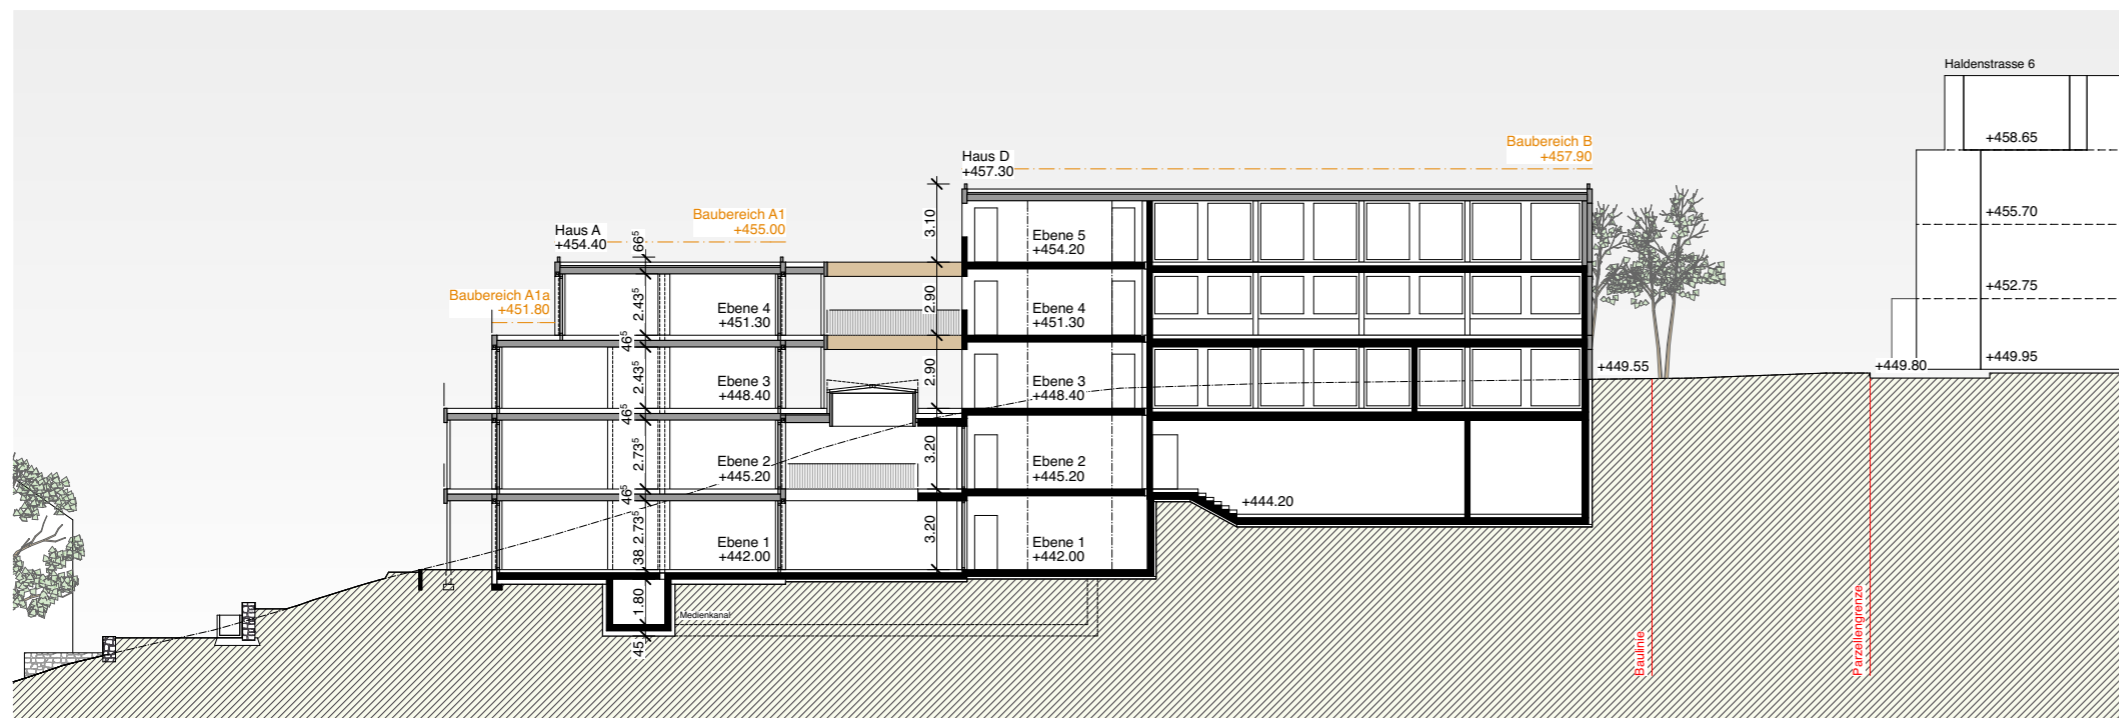 Haldenstrasse 6
+458.65
+455.70
+452.75
+449.95
+449.80
+449.55
Baubereich B
+457.90
Haus D
+457.30
Baubereich A1
+455.00
Haus A
+454.40
Baubereich A1a
+451.80
66⁵
2.43⁵
46⁵
2.43⁵
46⁵
2.73⁵
46⁵
2.73⁵
38
1.80
45
3.10
2.90
2.90
3.20
3.20
Ebene 4
+451.30
Ebene 3
+448.40
Ebene 2
+445.20
Ebene 1
+442.00
Ebene 5
+454.20
Ebene 4
+451.30
Ebene 3
+448.40
Ebene 2
+445.20
Ebene 1
+442.00
+444.20
Medienkanal
Baulinie
Parzellengrenze